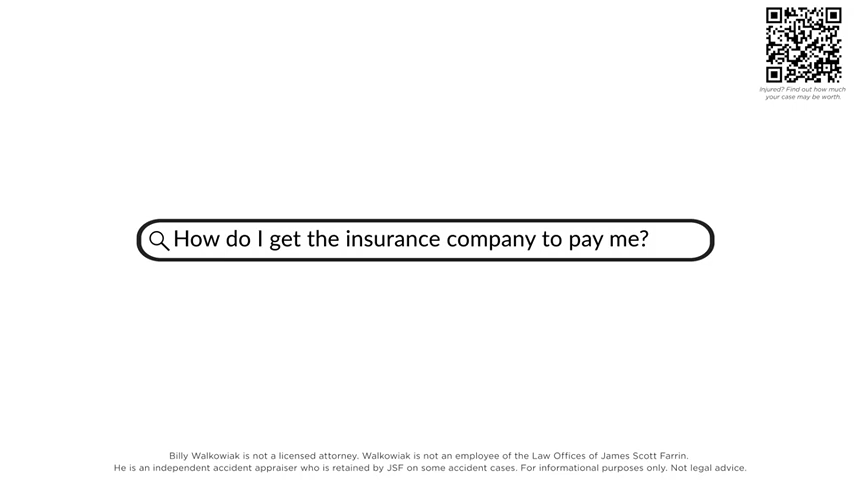 Injured? Find out how much
your case may be worth.
How do I get the insurance company to pay me?
Billy Walkowiak is not a licensed attorney. Walkowiak is not an employee of the Law Offices of James Scott Farrin.
He is an independent accident appraiser who is retained by JSF on some accident cases. For informational purposes only. Not legal advice.